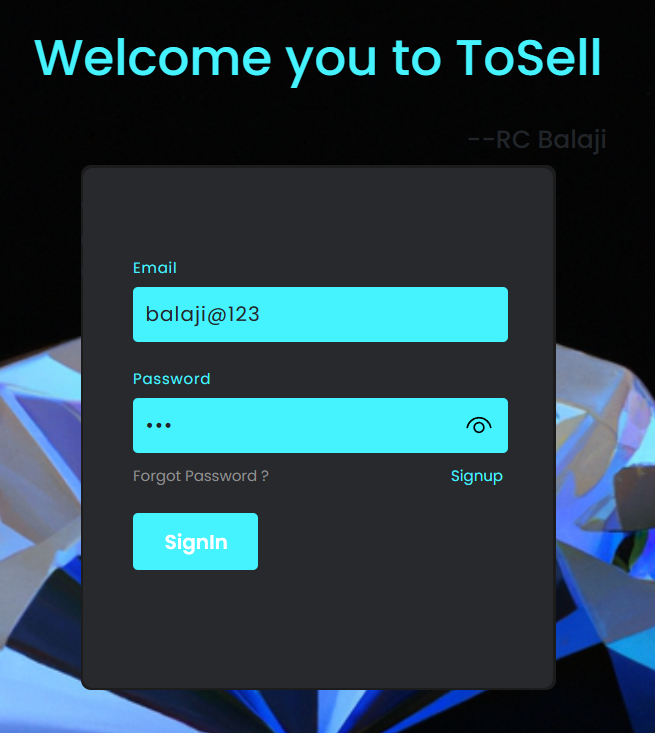 Welcome you to ToSell
--RC Balaji
Email
balaji@123
Password
•••
Forgot Password ?
Signup
SignIn